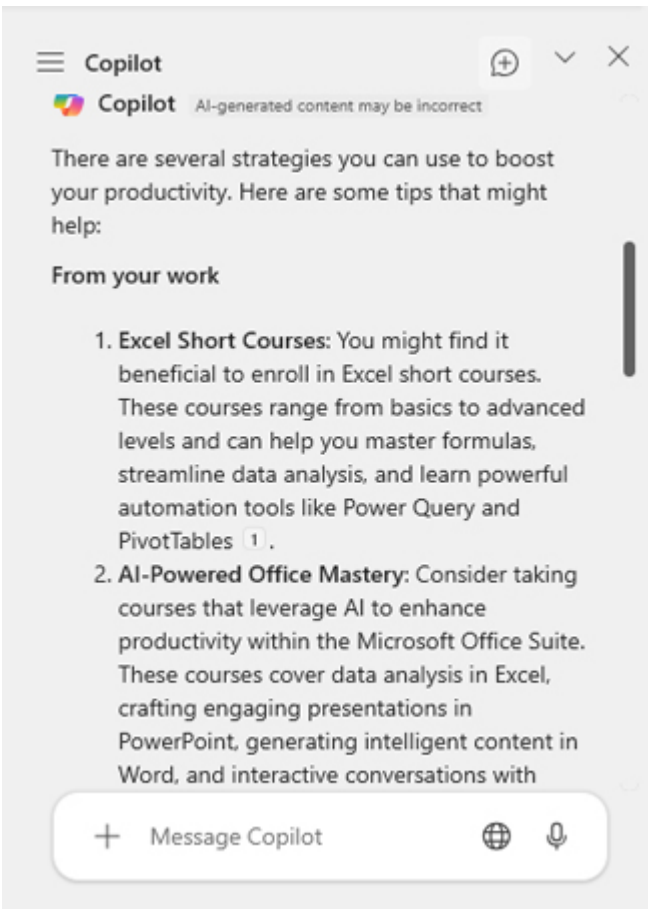 Copilot
Copilot AI-generated content may be incorrect
There are several strategies you can use to boost
your productivity. Here are some tips that might
help:
From your work
1. Excel Short Courses: You might find it
beneficial to enroll in Excel short courses.
These courses range from basics to advanced
levels and can help you master formulas,
streamline data analysis, and learn powerful
automation tools like Power Query and
PivotTables 1.
2. AI-Powered Office Mastery: Consider taking
courses that leverage AI to enhance
productivity within the Microsoft Office Suite.
These courses cover data analysis in Excel,
crafting engaging presentations in
PowerPoint, generating intelligent content in
Word, and interactive conversations with
Message Copilot